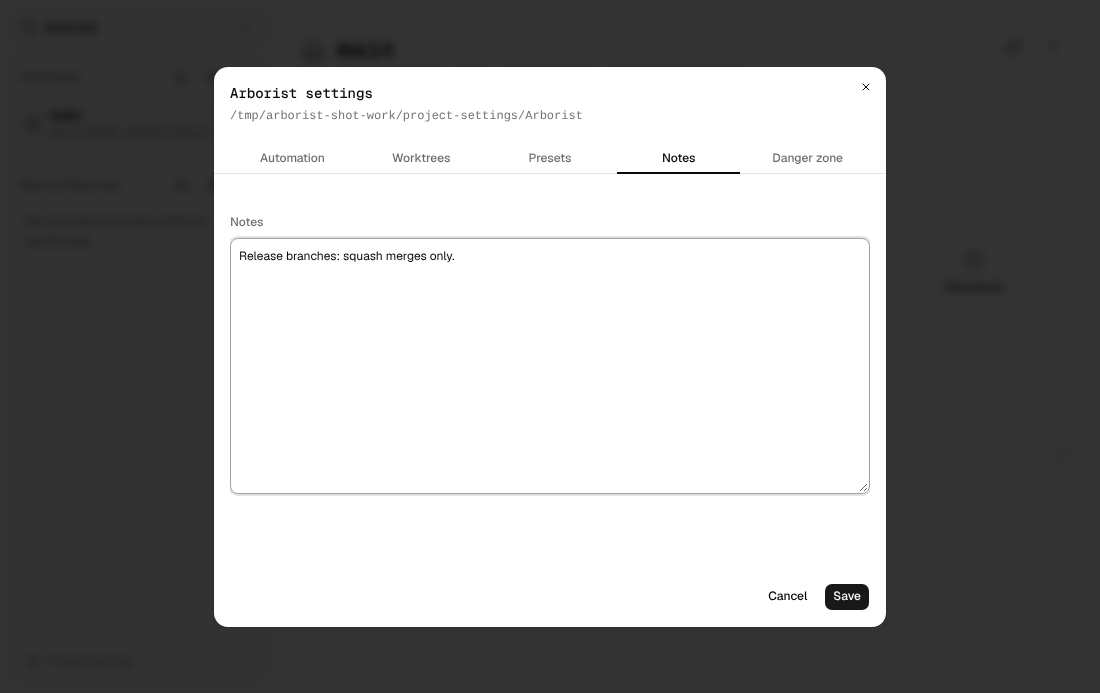 main
Arborist settings
/tmp/arborist-shot-work/project-settings/Arborist
Automation
Worktrees
Presets
Notes
Danger zone
Notes
Release branches: squash merges only.
Cancel
Save